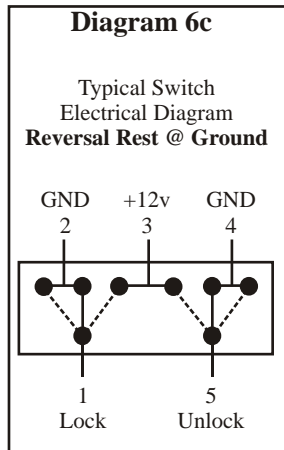 Diagram 6c
Typical Switch
Electrical Diagram
Reversal Rest @ Ground
GND +12v GND
2 3 4
1 5
Lock Unlock